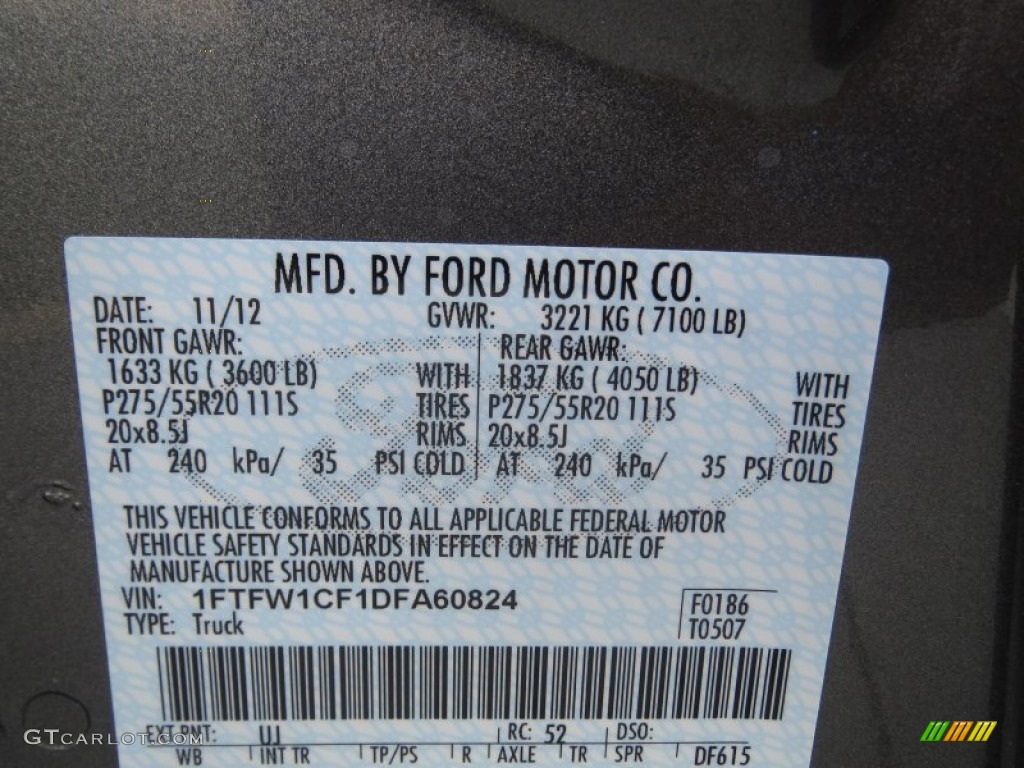 MFD. BY FORD MOTOR CO.
DATE: 11/12 GVWR: 3221 KG ( 7100 LB)
FRONT GAWR: REAR GAWR:
1633 KG ( 3600 LB) WITH 1837 KG ( 4050 LB) WITH
P275/55R20 111S TIRES P275/55R20 111S TIRES
20x8.5J RIMS 20x8.5J RIMS
AT 240 kPa/ 35 PSI COLD AT 240 kPa/ 35 PSI COLD
THIS VEHICLE CONFORMS TO ALL APPLICABLE FEDERAL MOTOR
VEHICLE SAFETY STANDARDS IN EFFECT ON THE DATE OF
MANUFACTURE SHOWN ABOVE.
VIN: 1FTFW1CF1DFA60824 F0186
TYPE: Truck T0507
EXT PNT: UJ RC: 52 DSO:
WB INT TR TP/PS R AXLE TR SPR DF615
GTCARLOT.COM